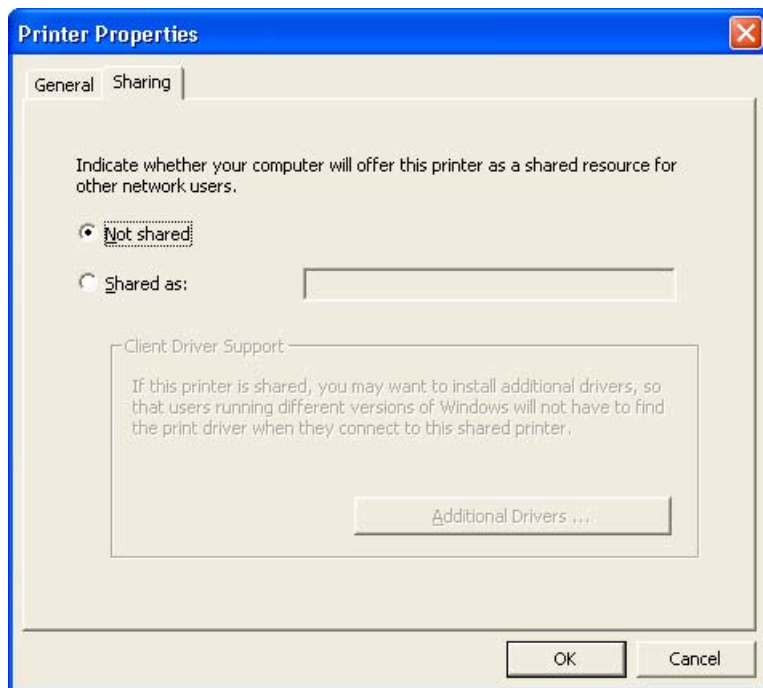 Printer Properties
General Sharing
Indicate whether your computer will offer this printer as a shared resource for
other network users.
Not shared
Shared as:
Client Driver Support
If this printer is shared, you may want to install additional drivers, so
that users running different versions of Windows will not have to find
the print driver when they connect to this shared printer.
Additional Drivers ...
OK Cancel